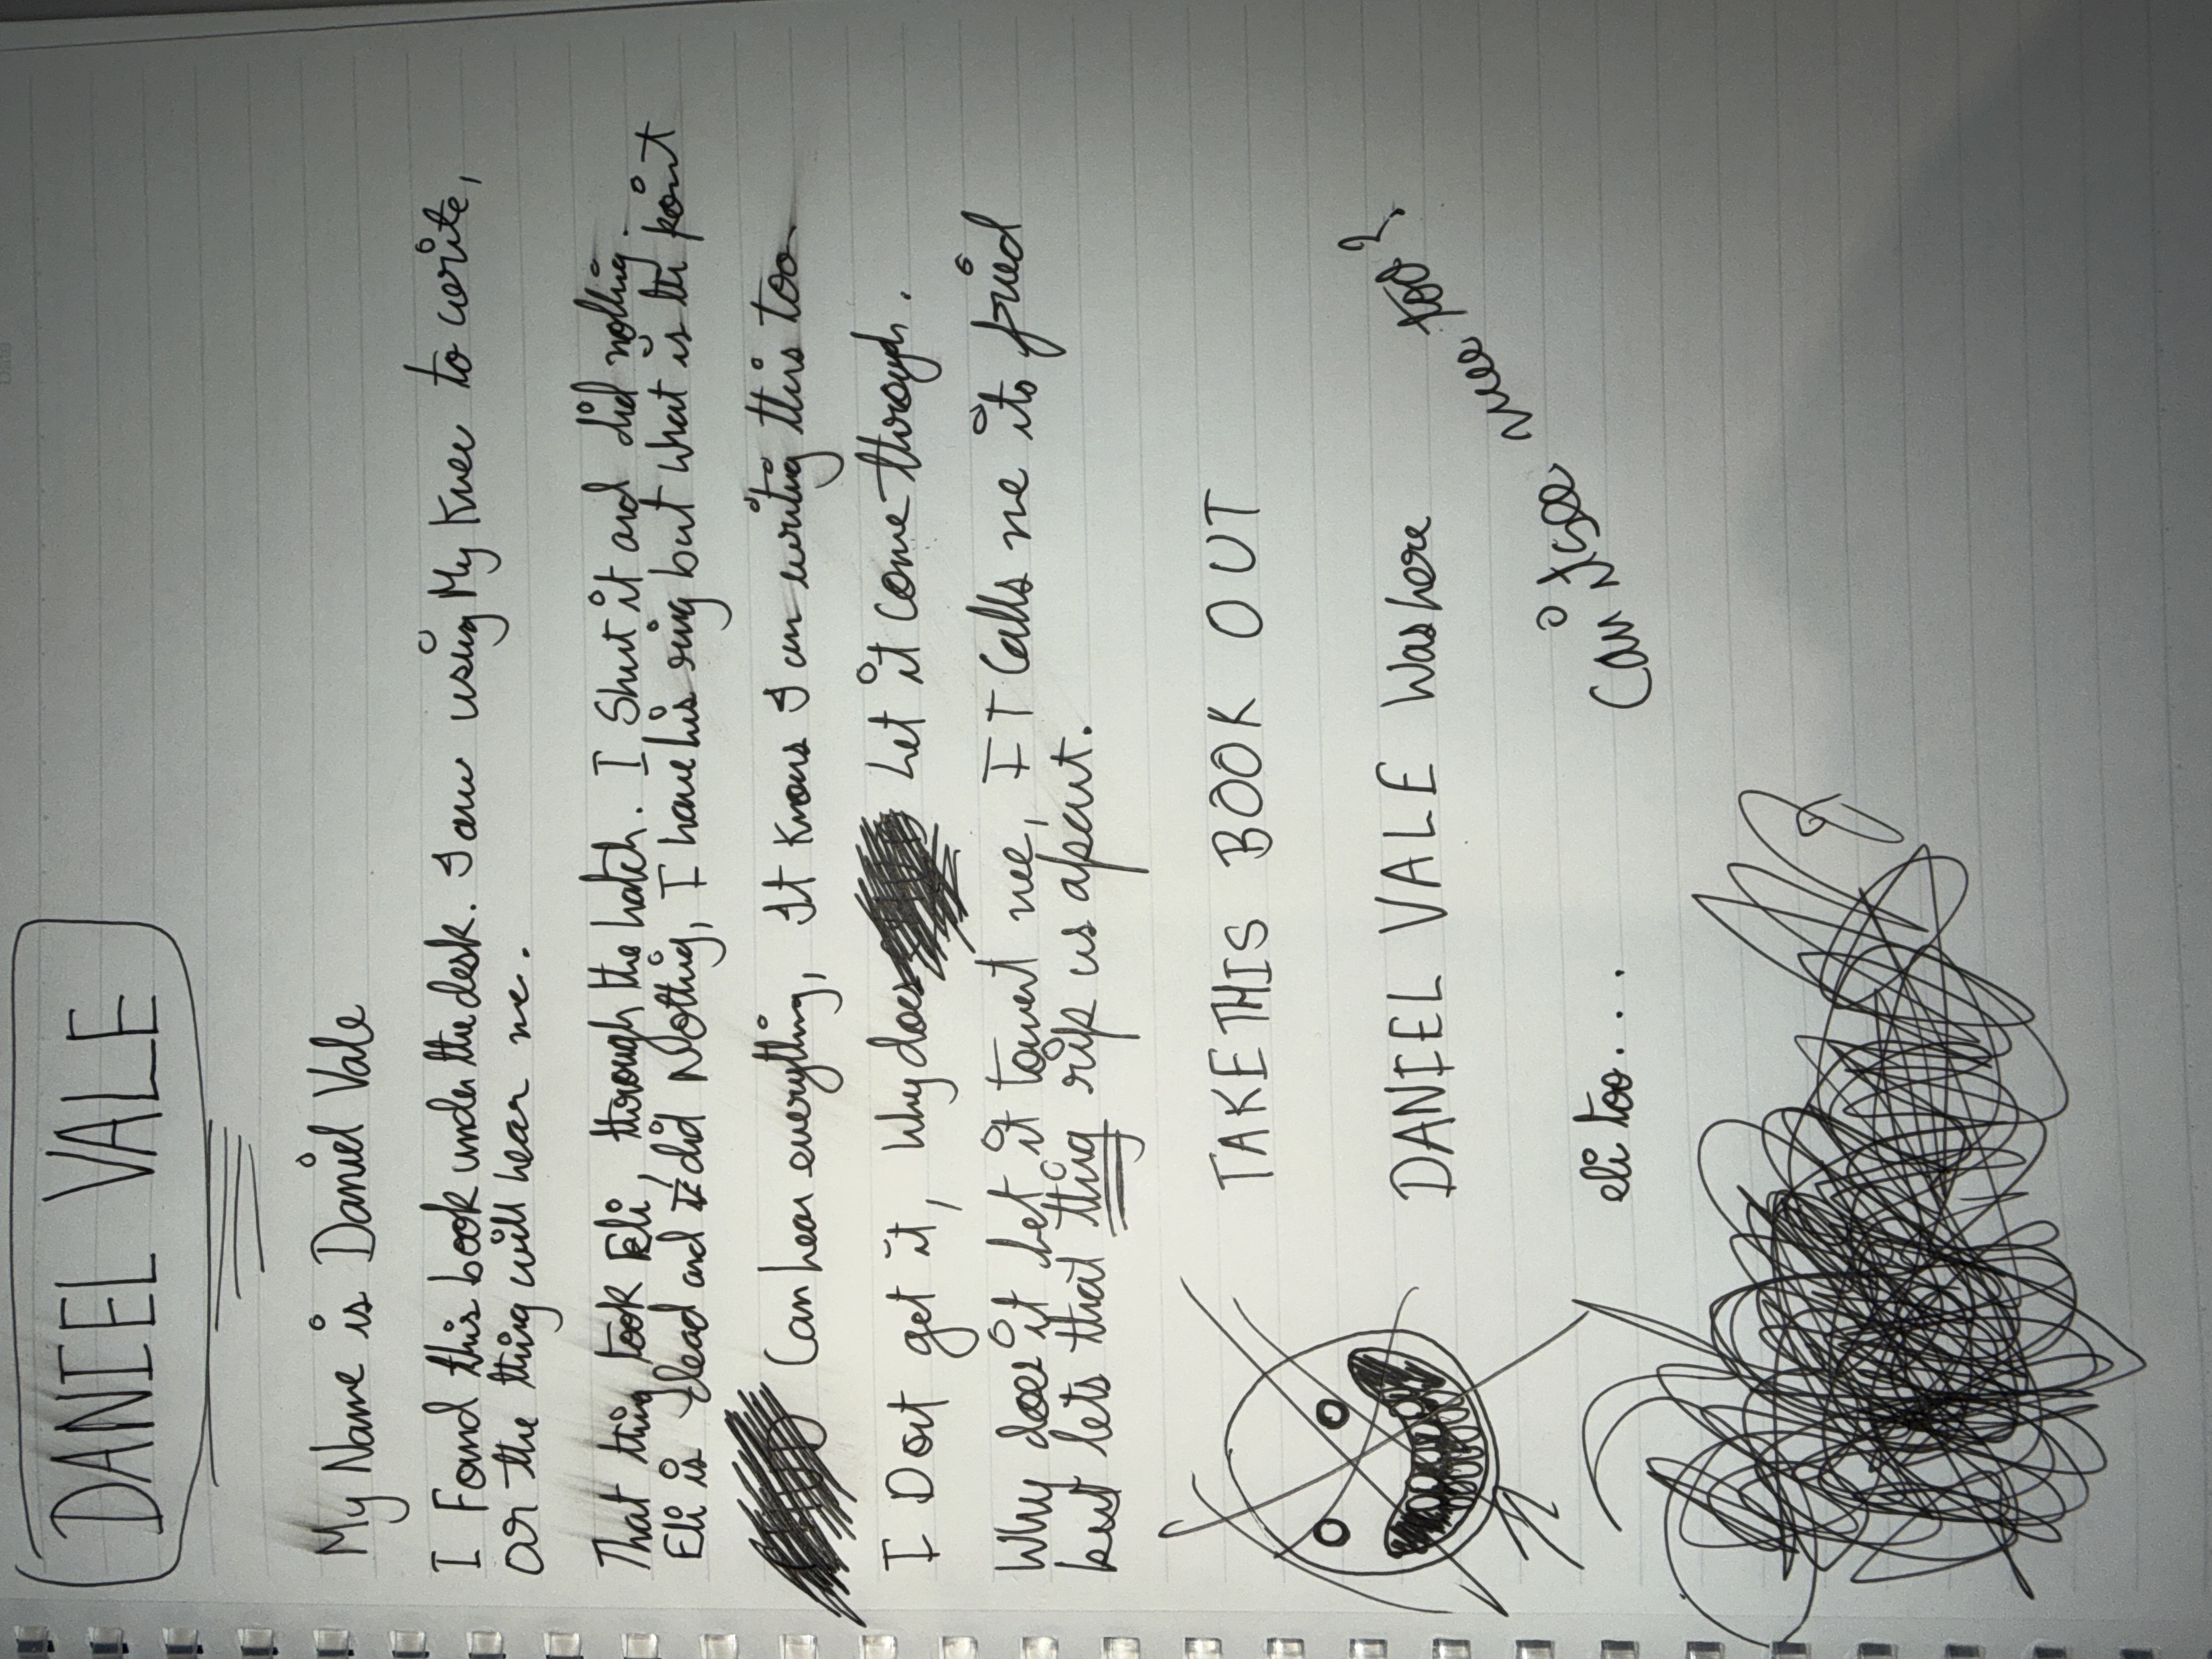 DANIEL VALE
My Name is Daniel Vale
I Found this book under the desk. I am using My Knee to write,
or the thing will hear me.
That thing took Eli, through the hatch. I Shut it and did nothing.
Eli is dead and I did Nothing, I have his ring but what is the point
Can hear everything, It knows I am writing this too
I Dont get it, Why does Let it come through.
Why does it Let it torment me, IT Calls me its friend
but lets that thing rip us apart.
TAKE THIS BOOK OUT
DANIEL VALE Was here
Can it see mee too?
eli too...